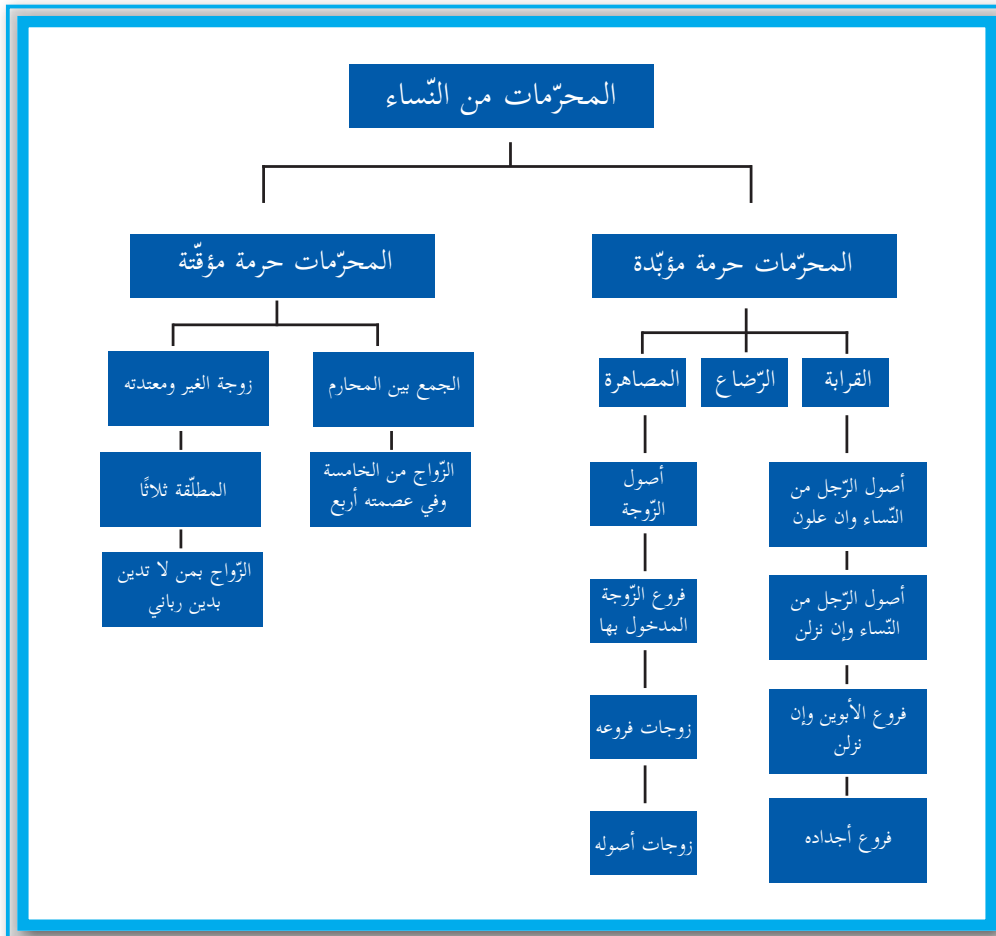 المحرّمات من النّساء
المحرّمات حرمة مؤبّدة
المحرّمات حرمة مؤقّتة
القرابة
الرّضاع
المصاهرة
أصول الرّجل من
النّساء وان علون
أصول الرّجل من
النّساء وإن نزلن
فروع الأبوين وإن
نزلن
فروع أجداده
أصول
الزّوجة
فروع الزّوجة
المدخول بها
زوجات فروعه
زوجات أصوله
الجمع بين المحارم
الزّواج من الخامسة
وفي عصمته أربع
زوجة الغير ومعتدته
المطلّقة ثلاثًا
الزّواج بمن لا تدين
بدين رباني